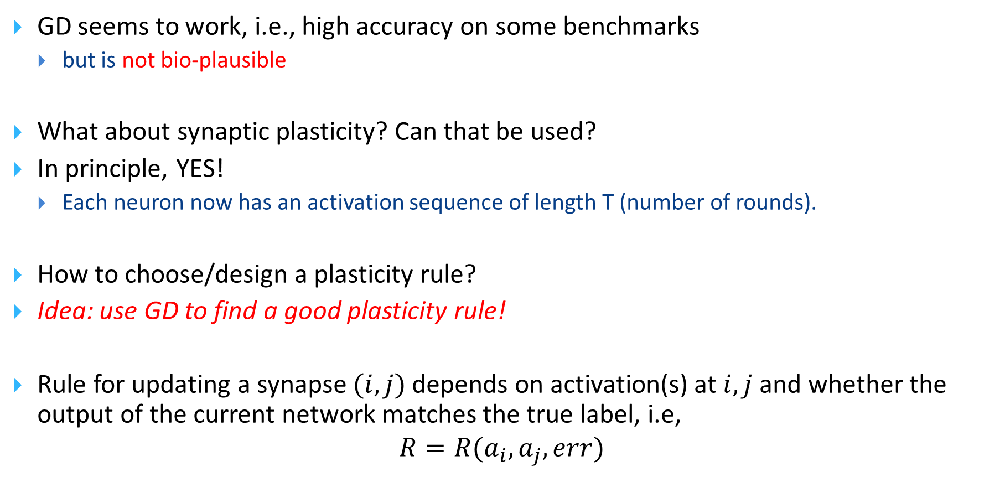 GD seems to work, i.e., high accuracy on some benchmarks
but is not bio-plausible
What about synaptic plasticity? Can that be used?
In principle, YES!
Each neuron now has an activation sequence of length T (number of rounds).
How to choose/design a plasticity rule?
Idea: use GD to find a good plasticity rule!
Rule for updating a synapse (i, j) depends on activation(s) at i, j and whether the
output of the current network matches the true label, i.e,
R = R(a_i, a_j, err)